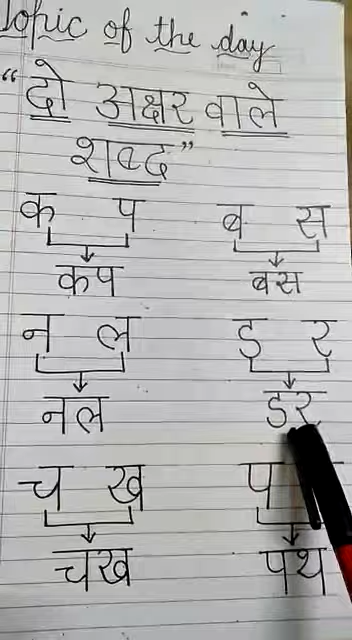 Topic of the day
"दो अक्षर वाले
शब्द"
क प ब स
कप बस
न ल ड र
नल डर
च ख प
चख पथ